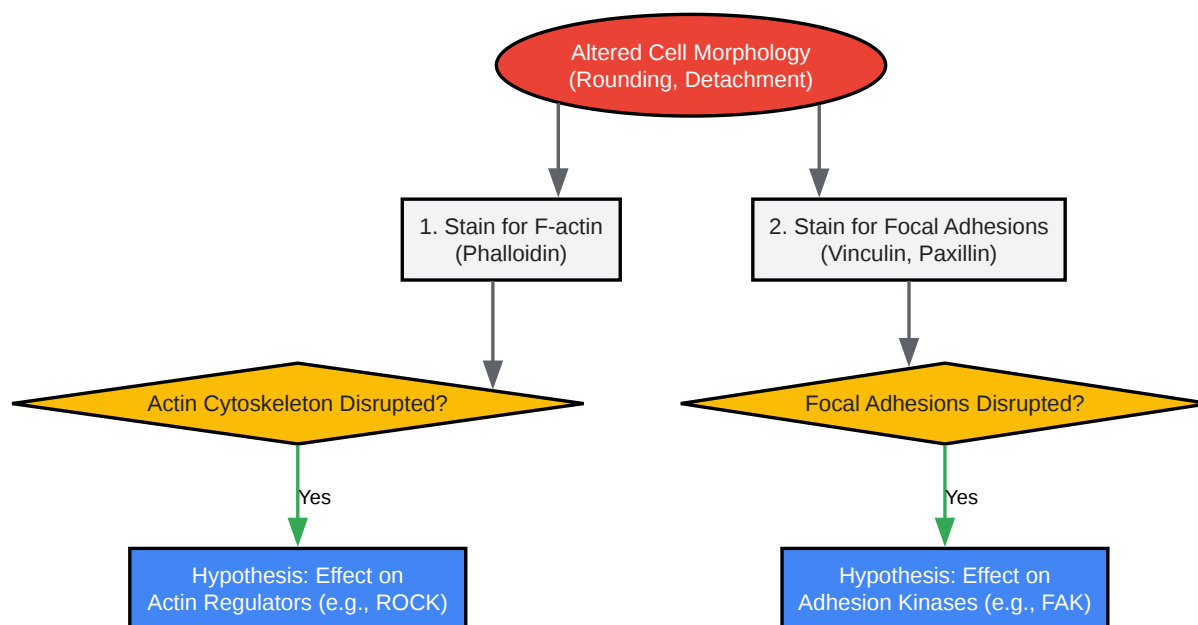 Altered Cell Morphology
(Rounding, Detachment)
1. Stain for F-actin
(Phalloidin)
2. Stain for Focal Adhesions
(Vinculin, Paxillin)
Actin Cytoskeleton Disrupted?
Focal Adhesions Disrupted?
Yes
Yes
Hypothesis: Effect on
Actin Regulators (e.g., ROCK)
Hypothesis: Effect on
Adhesion Kinases (e.g., FAK)